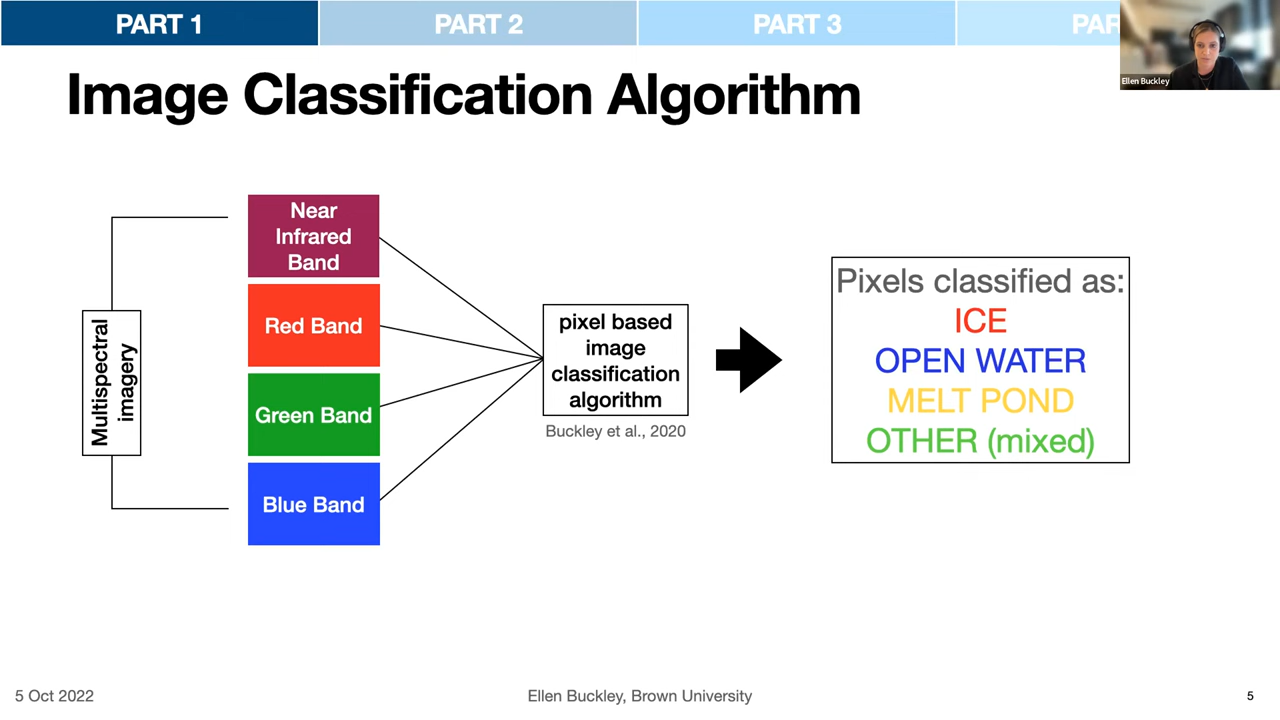 PART 1
PART 2
PART 3
PAR
Ellen Buckley
Image Classification Algorithm
Multispectral
imagery
Near
Infrared
Band
Red Band
Green Band
Blue Band
pixel based
image
classification
algorithm
Buckley et al., 2020
Pixels classified as:
ICE
OPEN WATER
MELT POND
OTHER (mixed)
5 Oct 2022
Ellen Buckley, Brown University
5